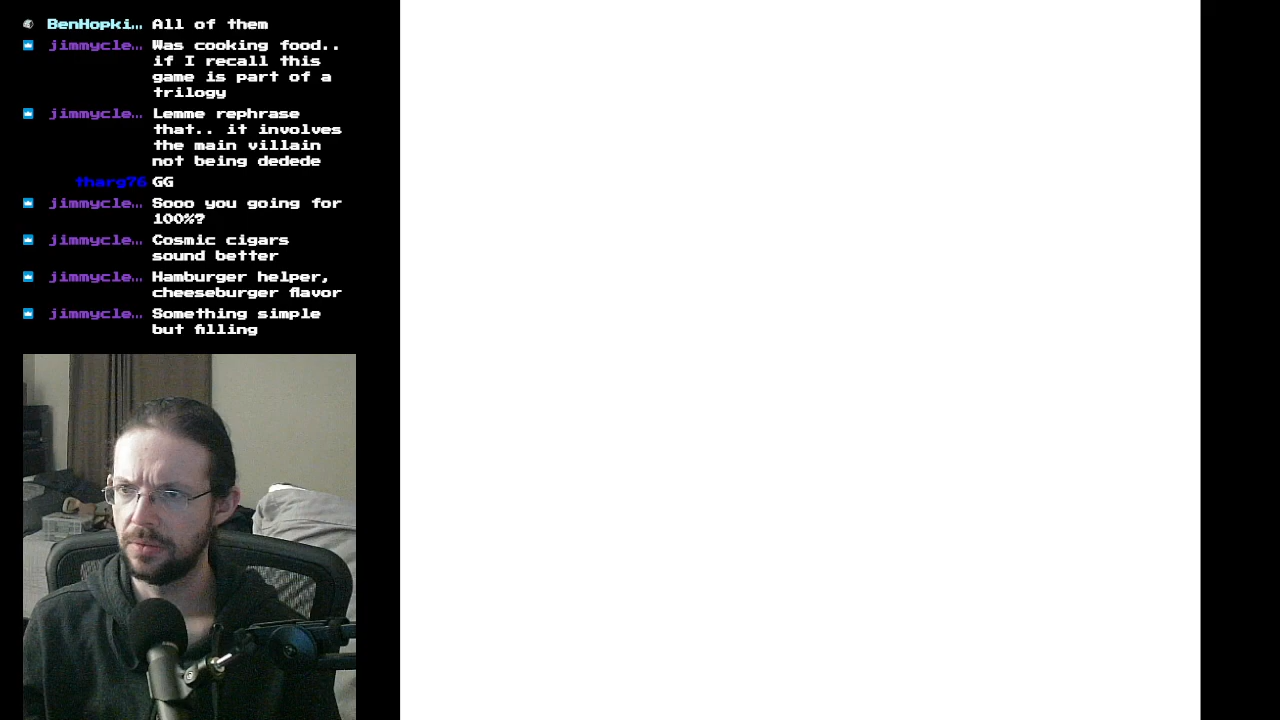 BenHopki... All of them
jimmycle... Was cooking food..
if I recall this
game is part of a
trilogy
jimmycle... Lemme rephrase
that.. it involves
the main villain
not being dedede
tharg76 GG
jimmycle... Sooo you going for
100%?
jimmycle... Cosmic cigars
sound better
jimmycle... Hamburger helper,
cheeseburger flavor
jimmycle... Something simple
but filling